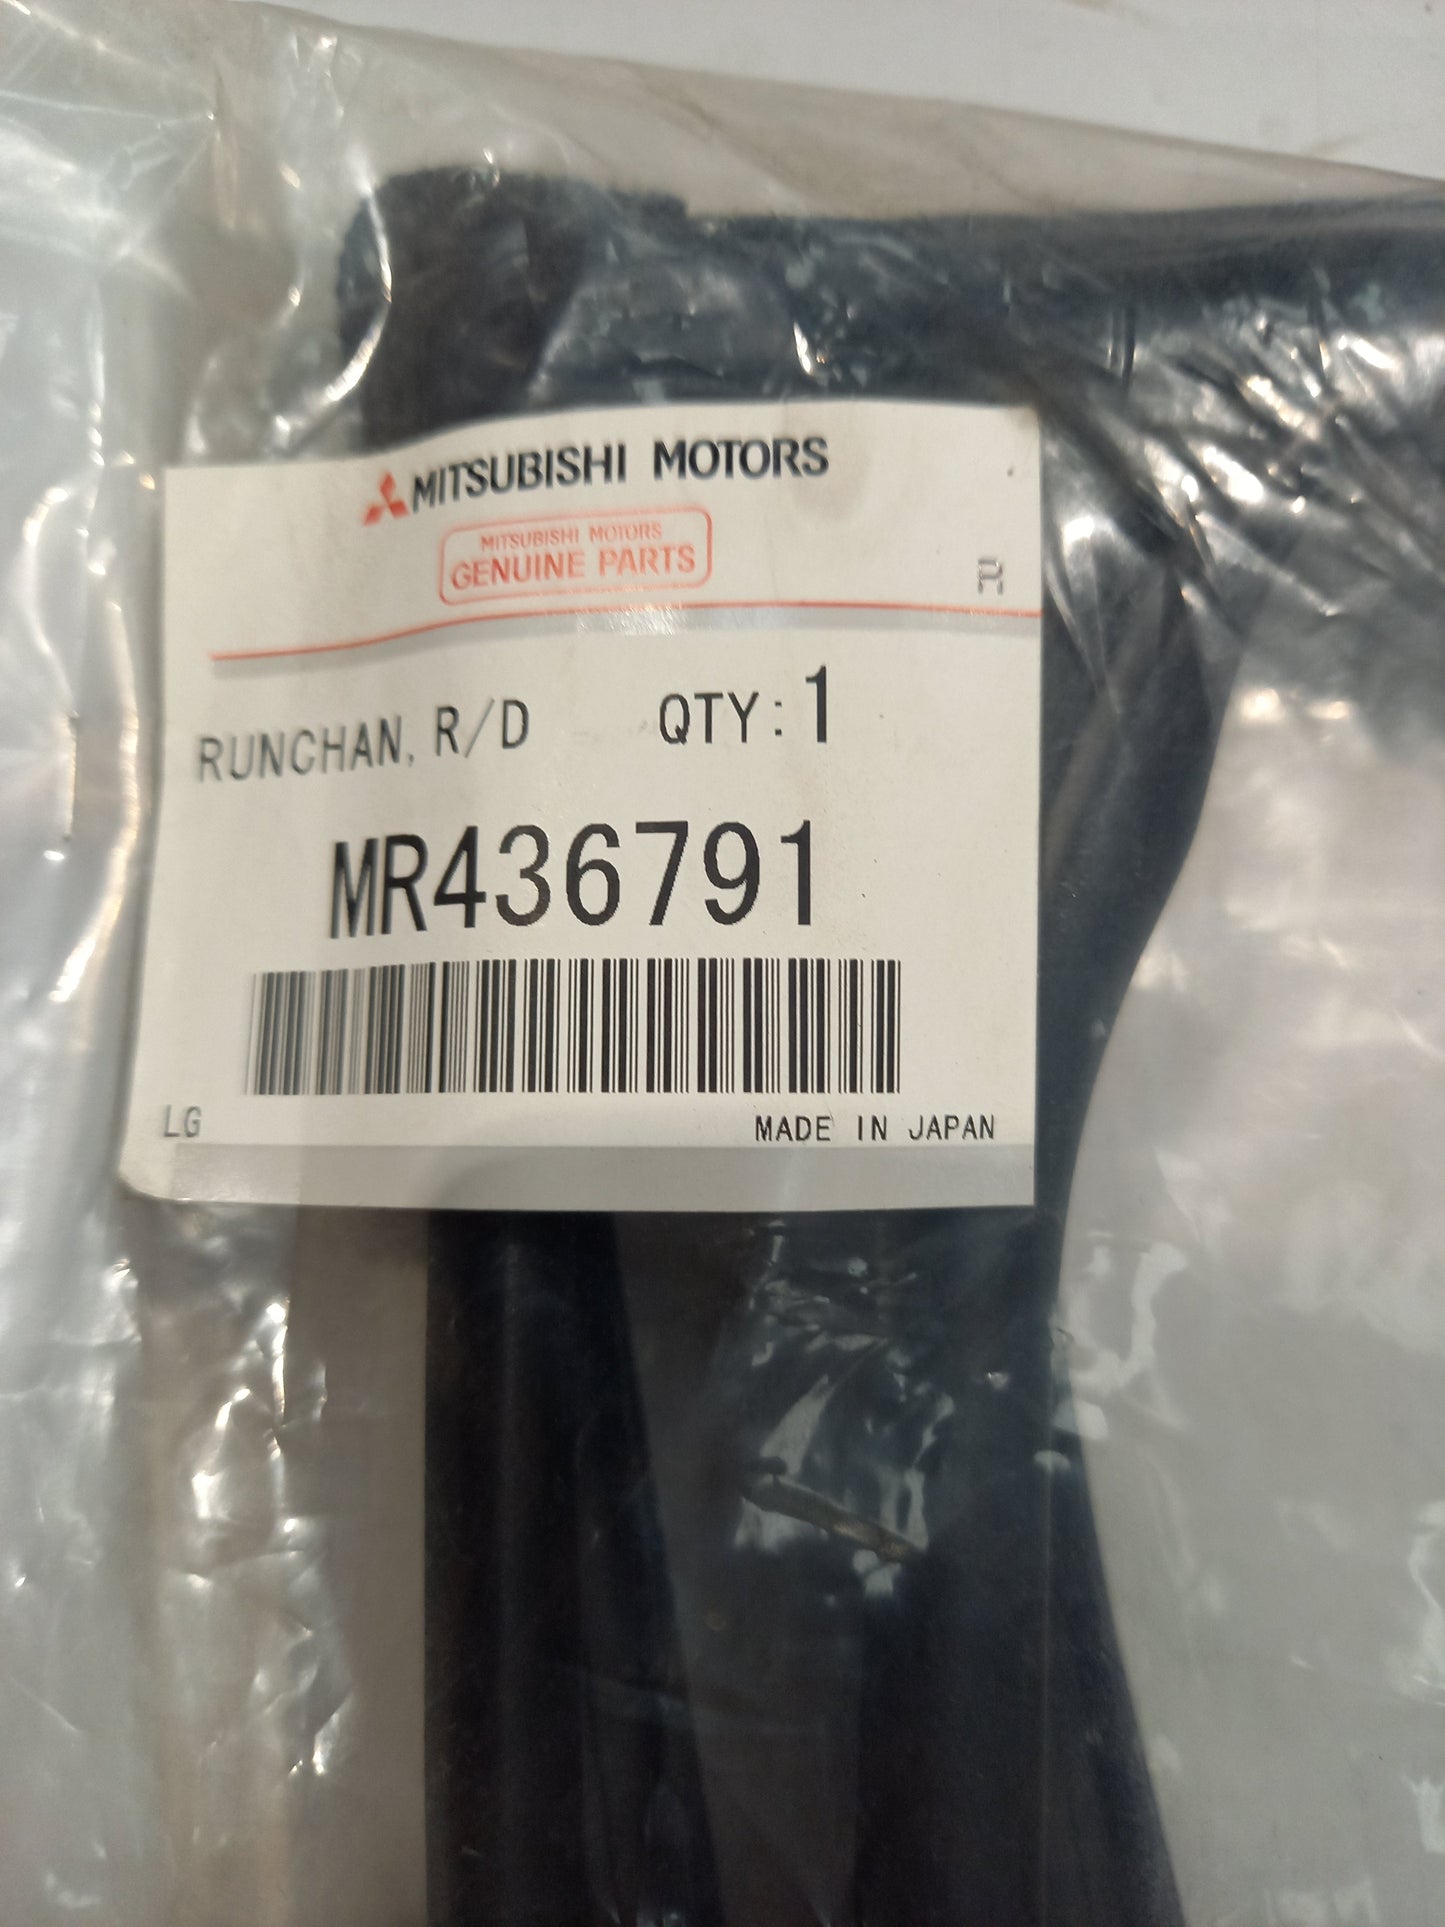 MITSUBISHI MOTORS
MITSUBISHI MOTORS
GENUINE PARTS
R
RUNCHAN, R/D QTY: 1
MR436791
LG MADE IN JAPAN